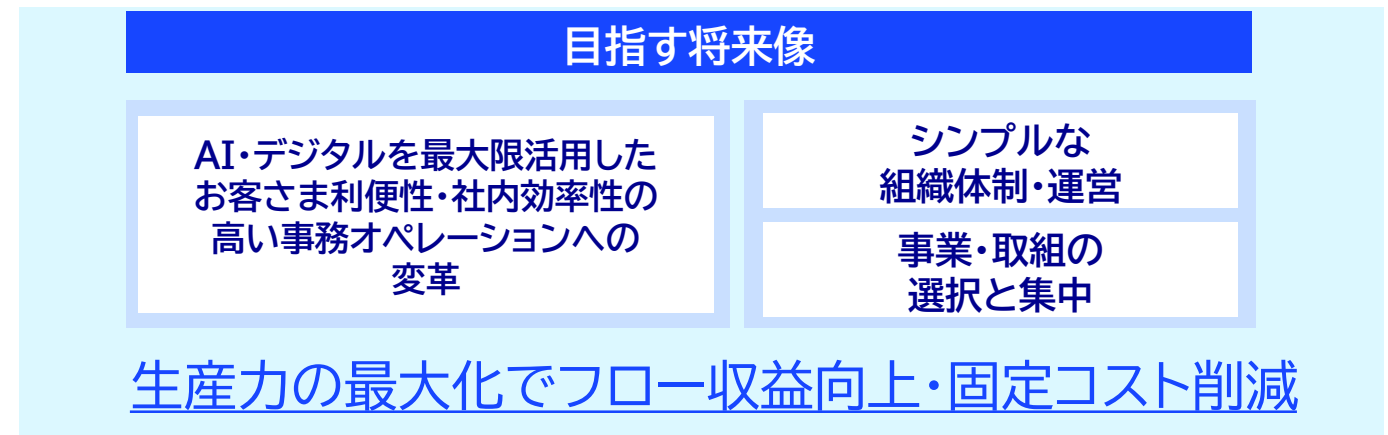 目指す将来像
AI・デジタルを最大限活用した
お客さま利便性・社内効率性の
高い事務オペレーションへの
変革
シンプルな
組織体制・運営
事業・取組の
選択と集中
生産力の最大化でフロー収益向上・固定コスト削減